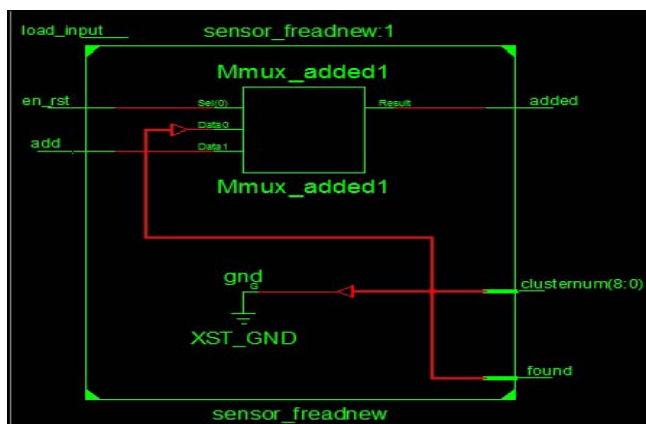 load_input
sensor_freadnew:1
Mmux_added1
en_rst
Sel(0)
Result
added
Data0
add
Data1
Mmux_added1
gnd
G
clusternum(8:0)
XST_GND
found
sensor_freadnew